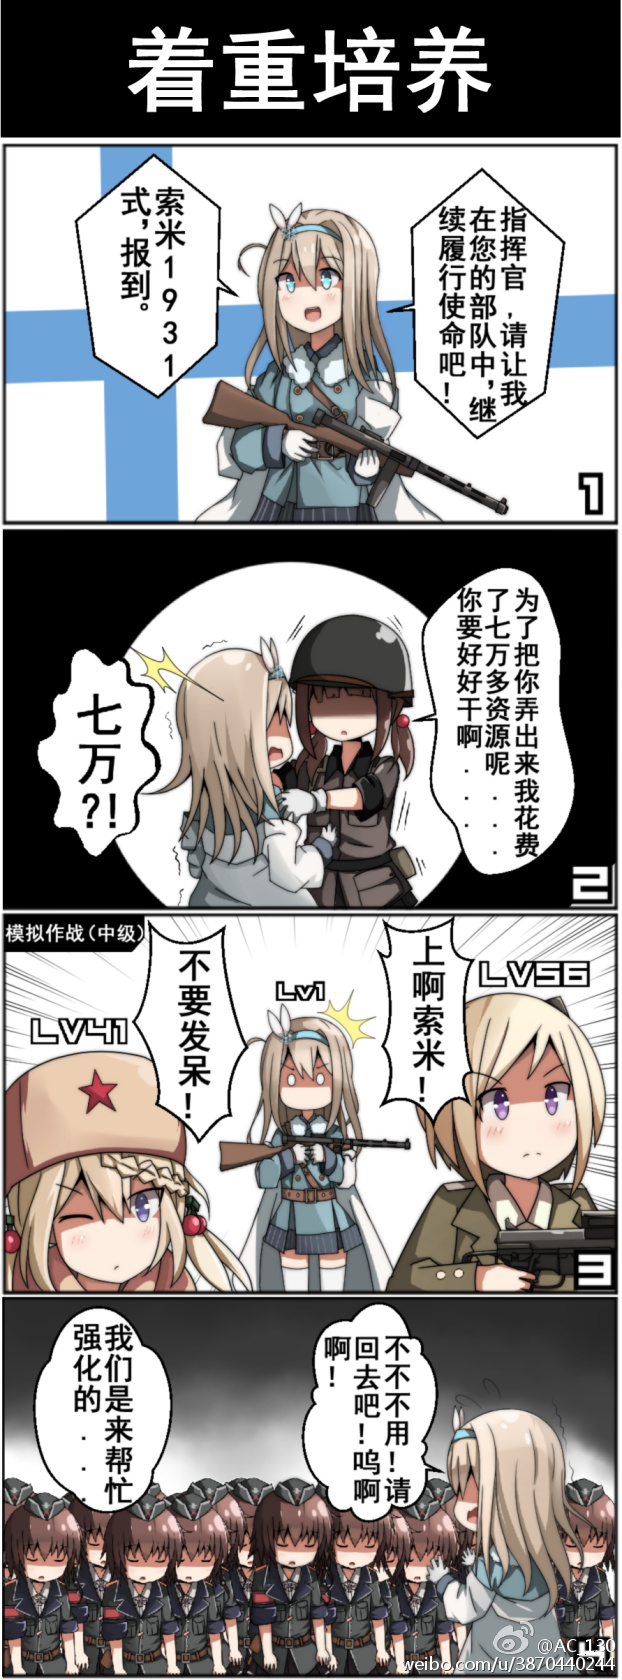 着重培养
指挥官，请让我
在您的部队中，继
续履行使命吧！
索米1931
式，报到。
1
为了把你弄出来我花费
了七万多资源呢...
你要好好干啊....
七万?!
2
模拟作战(中级)
LV56
上啊索米！
Lv1
不要发呆！
LV41
3
不不不用！请
回去吧！呜啊
啊！
我们是来帮忙
强化的...
@AC_130
weibo.com/u/3870440244